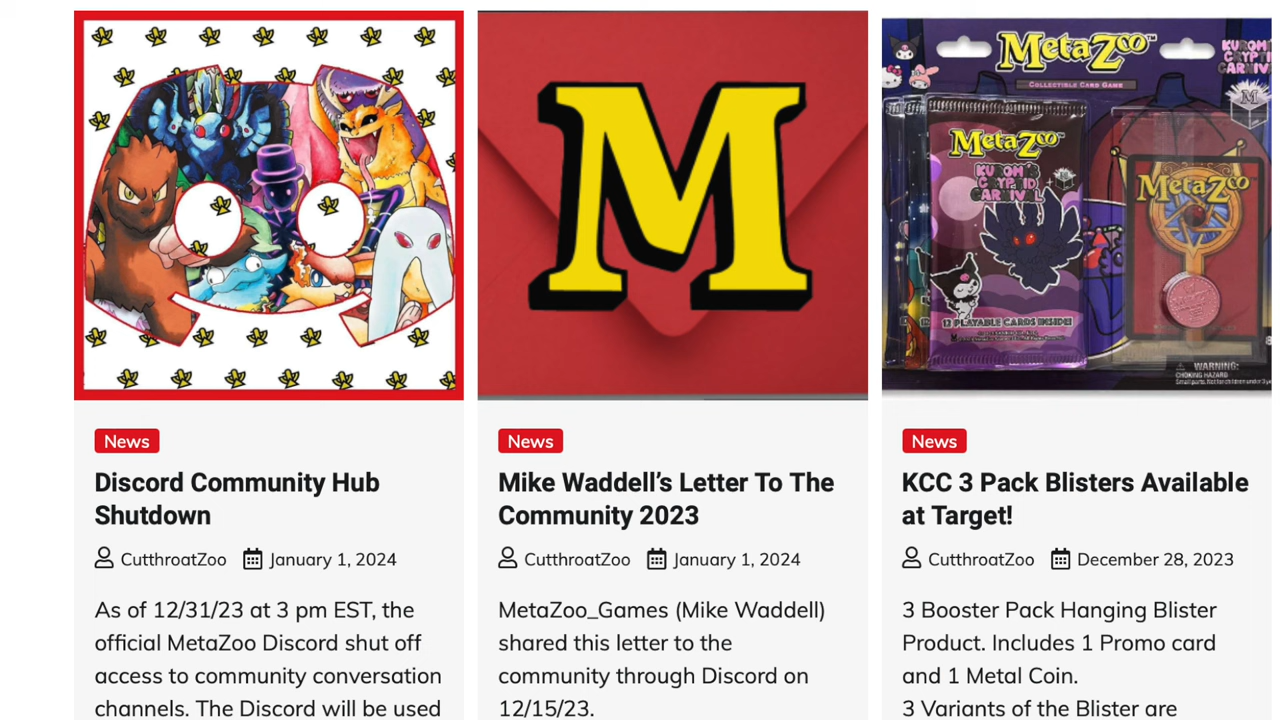 M
MetaZoo™
COLLECTIBLE CARD GAME
MetaZoo
KUROMI'S
CRYPTID
CARNIVAL
MetaZoo
12 PLAYABLE CARDS INSIDE!
WARNING:
CHOKING HAZARD
News
Discord Community Hub
Shutdown
CutthroatZoo January 1, 2024
As of 12/31/23 at 3 pm EST, the
official MetaZoo Discord shut off
access to community conversation
channels. The Discord will be used
News
Mike Waddell’s Letter To The
Community 2023
CutthroatZoo January 1, 2024
MetaZoo_Games (Mike Waddell)
shared this letter to the
community through Discord on
12/15/23.
News
KCC 3 Pack Blisters Available
at Target!
CutthroatZoo December 28, 2023
3 Booster Pack Hanging Blister
Product. Includes 1 Promo card
and 1 Metal Coin.
3 Variants of the Blister are